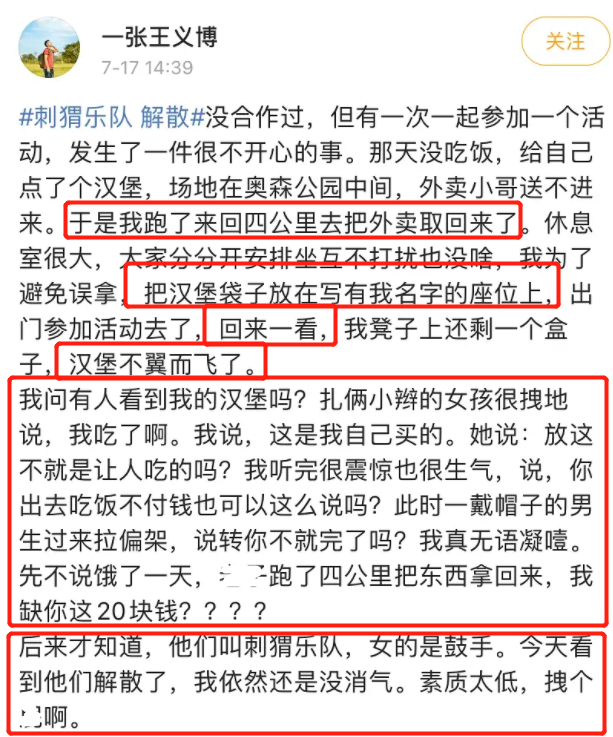 一张王义博
7-17 14:39
关注
#刺猬乐队 解散#没合作过，但有一次一起参加一个活
动，发生了一件很不开心的事。那天没吃饭，给自己
点了个汉堡，场地在奥森公园中间，外卖小哥送不进
来。于是我跑了来回四公里去把外卖取回来了。休息
室很大，大家分分开安排坐互不打扰也没啥，我为了
避免误拿，把汉堡袋子放在写有我名字的座位上，出
门参加活动去了，回来一看，我凳子上还剩一个盒
子，汉堡不翼而飞了。
我问有人看到我的汉堡吗？扎俩小辫的女孩很拽地
说，我吃了啊。我说，这是我自己买的。她说：放这
不就是让人吃的吗？我听完很震惊也很生气，说，你
出去吃饭不付钱也可以这么说吗？此时一戴帽子的男
生过来拉偏架，说转你不就完了吗？我真无语凝噎。
先不说饿了一天，跑了四公里把东西拿回来，我
缺你这20块钱？？？？
后来才知道，他们叫刺猬乐队，女的是鼓手。今天看
到他们解散了，我依然还是没消气。素质太低，拽个
啊。